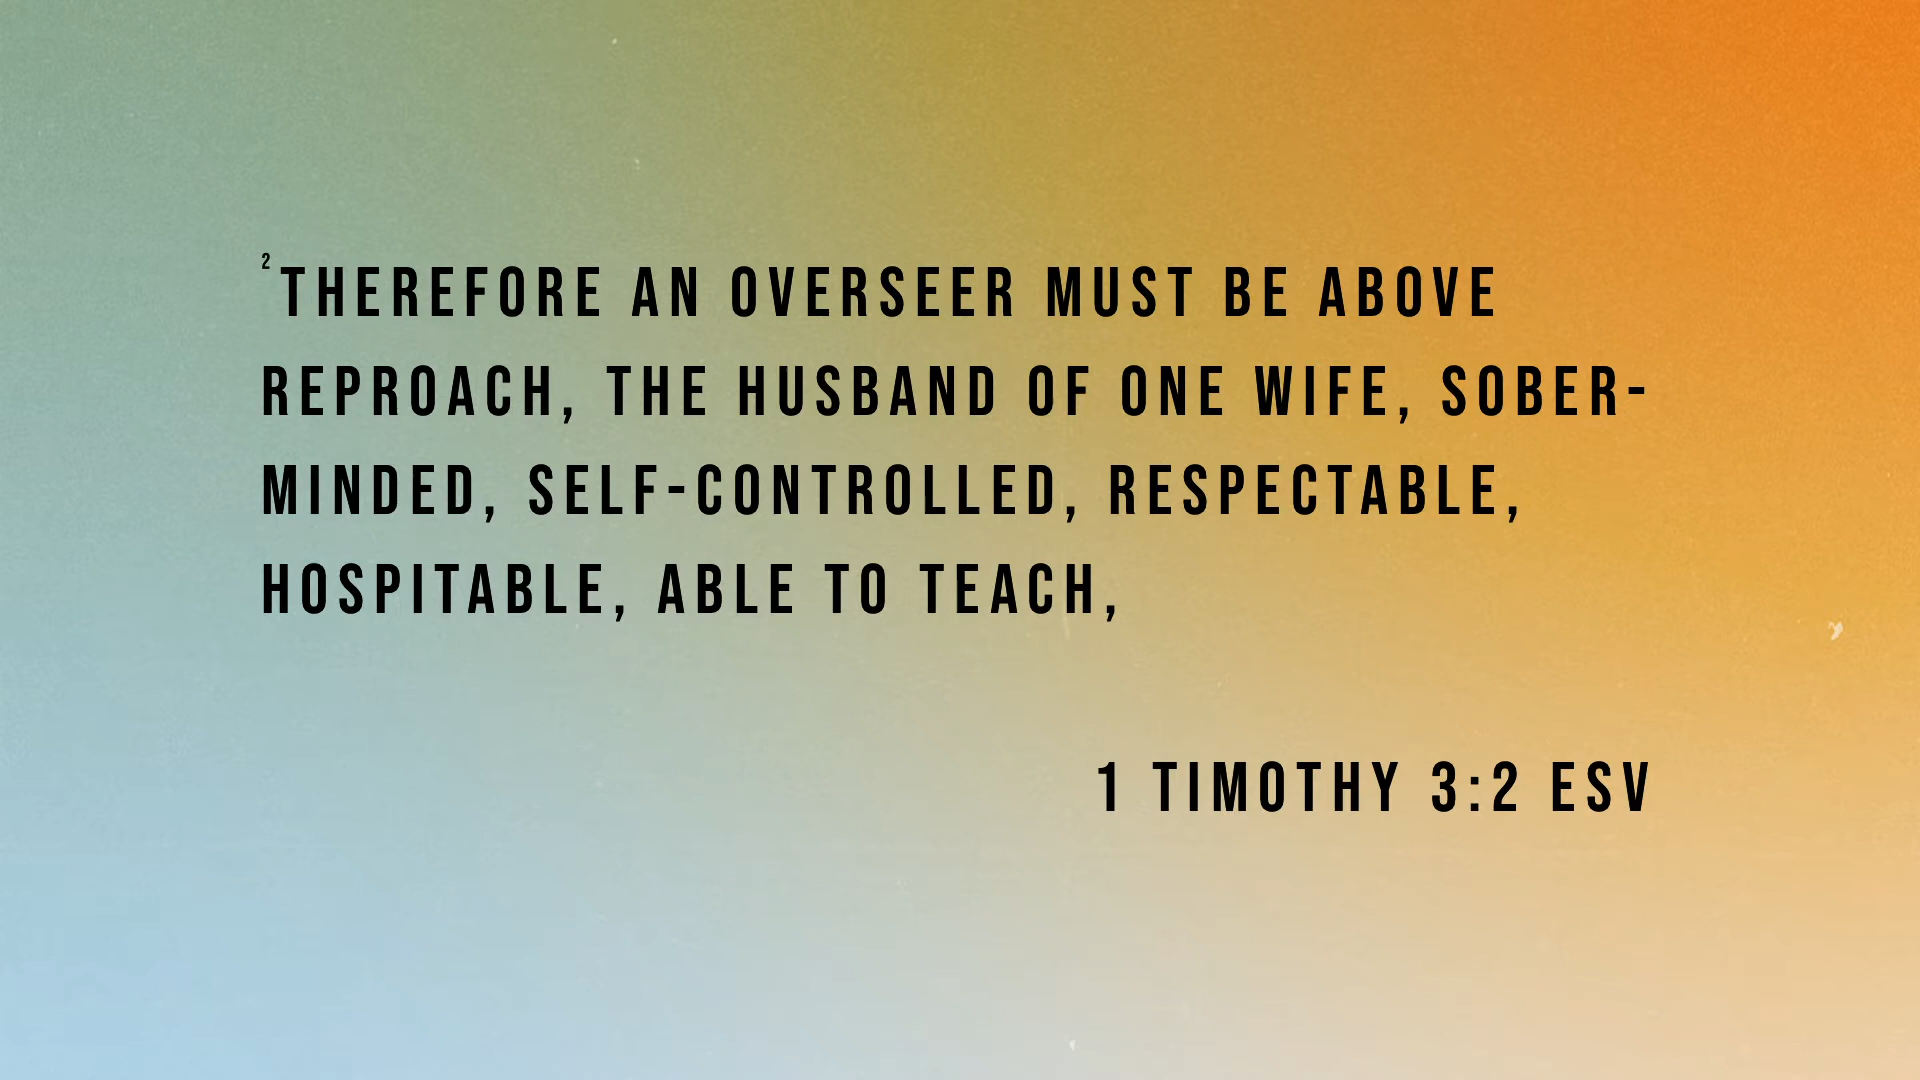 ²THEREFORE AN OVERSEER MUST BE ABOVE
REPROACH, THE HUSBAND OF ONE WIFE, SOBER-
MINDED, SELF-CONTROLLED, RESPECTABLE,
HOSPITABLE, ABLE TO TEACH,
1 TIMOTHY 3:2 ESV